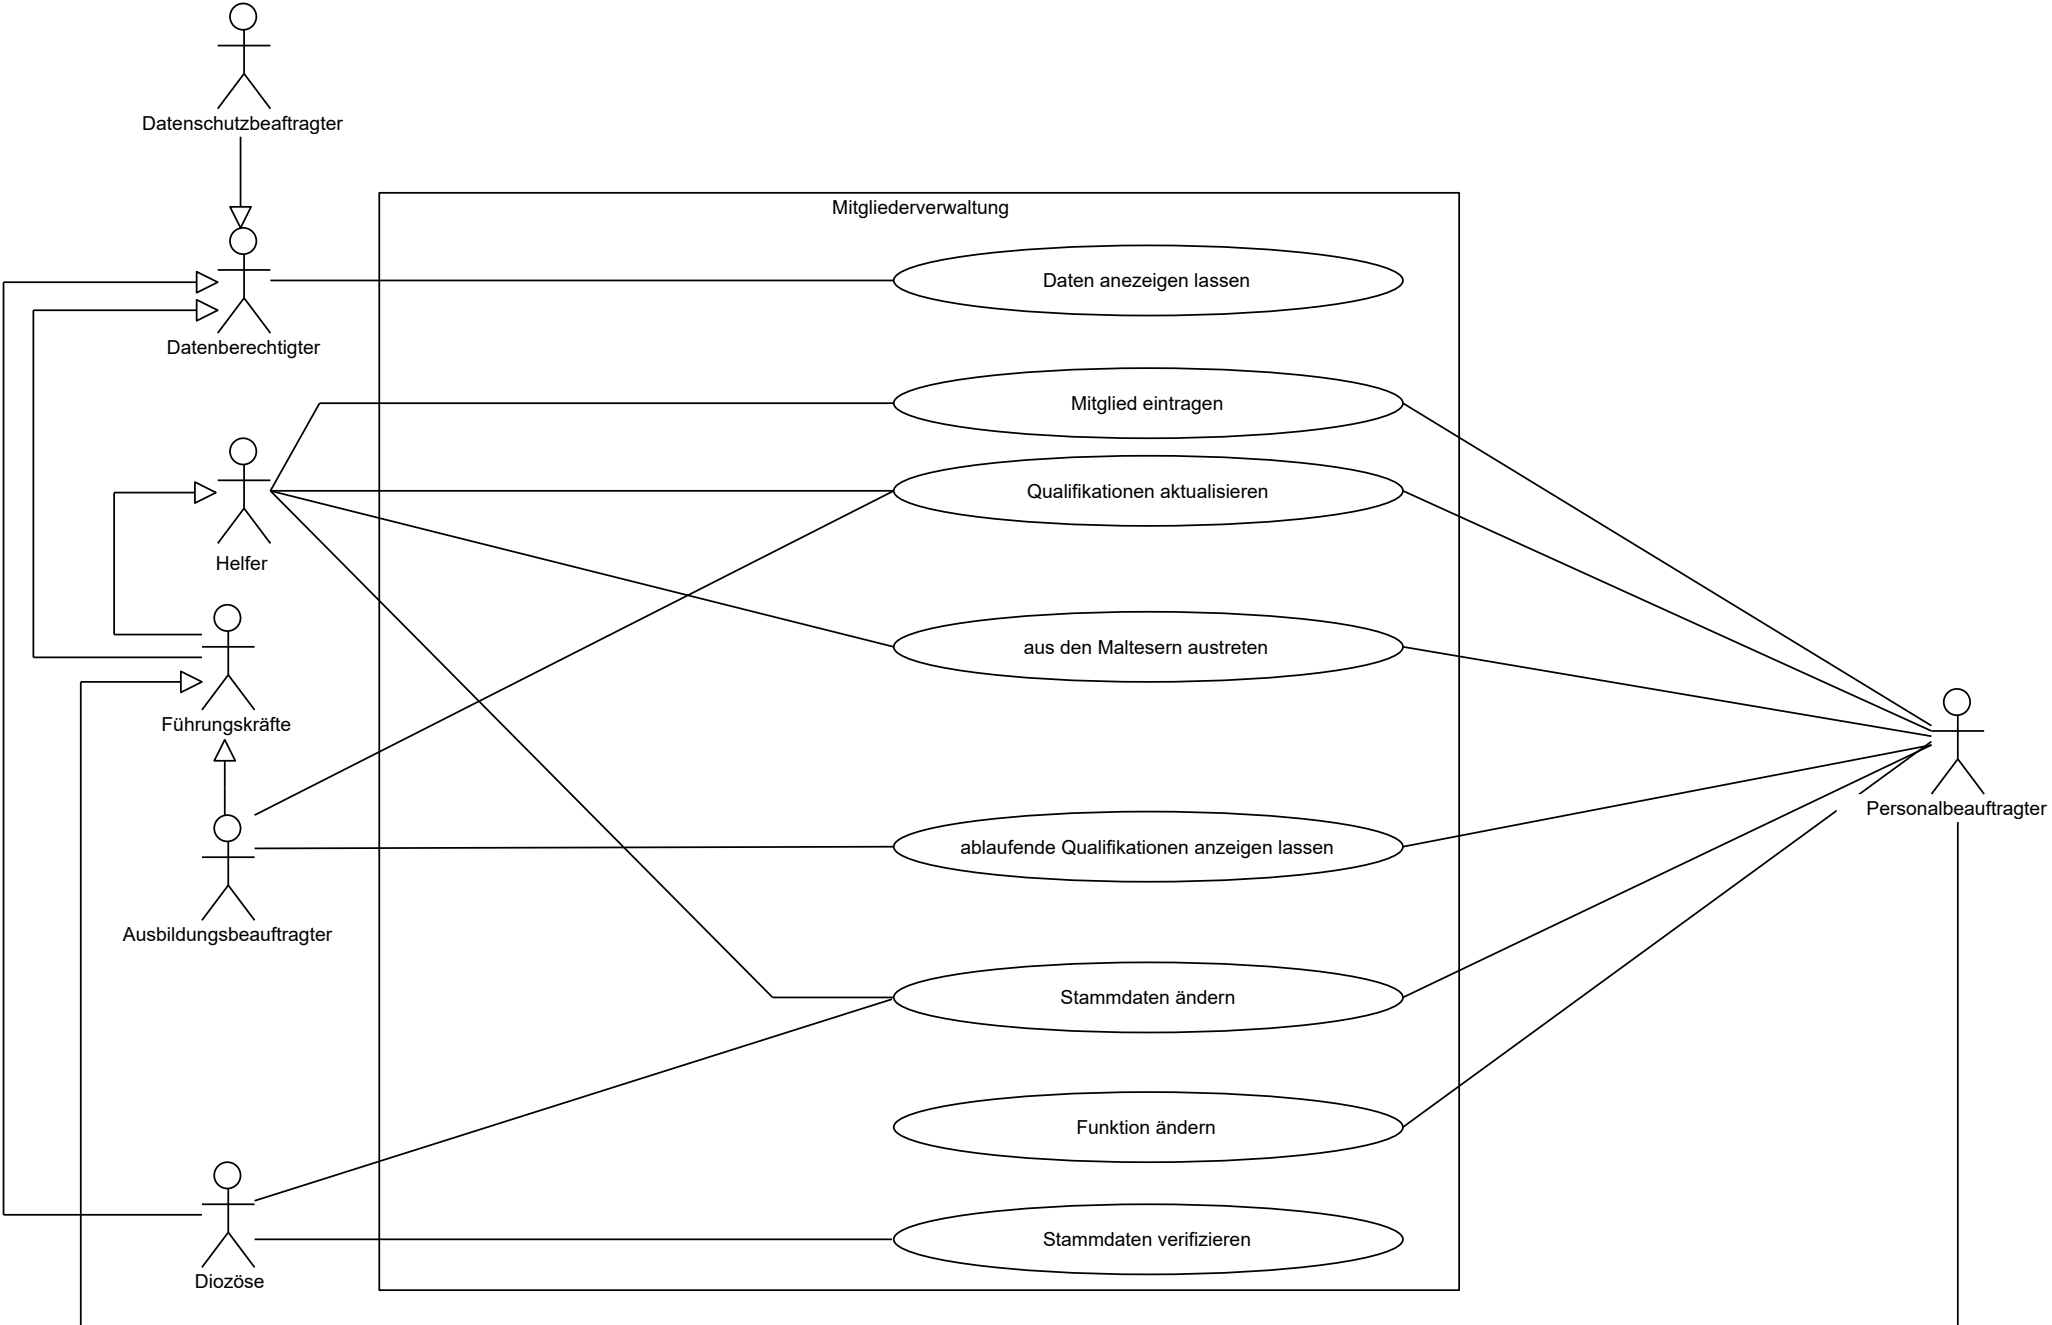 Datenschutzbeaftragter
Mitgliederverwaltung
Daten anezeigen lassen
Datenberechtigter
Mitglied eintragen
Qualifikationen aktualisieren
Helfer
aus den Maltesern austreten
Führungskräfte
Personalbeauftragter
ablaufende Qualifikationen anzeigen lassen
Ausbildungsbeauftragter
Stammdaten ändern
Funktion ändern
Stammdaten verifizieren
Diozöse